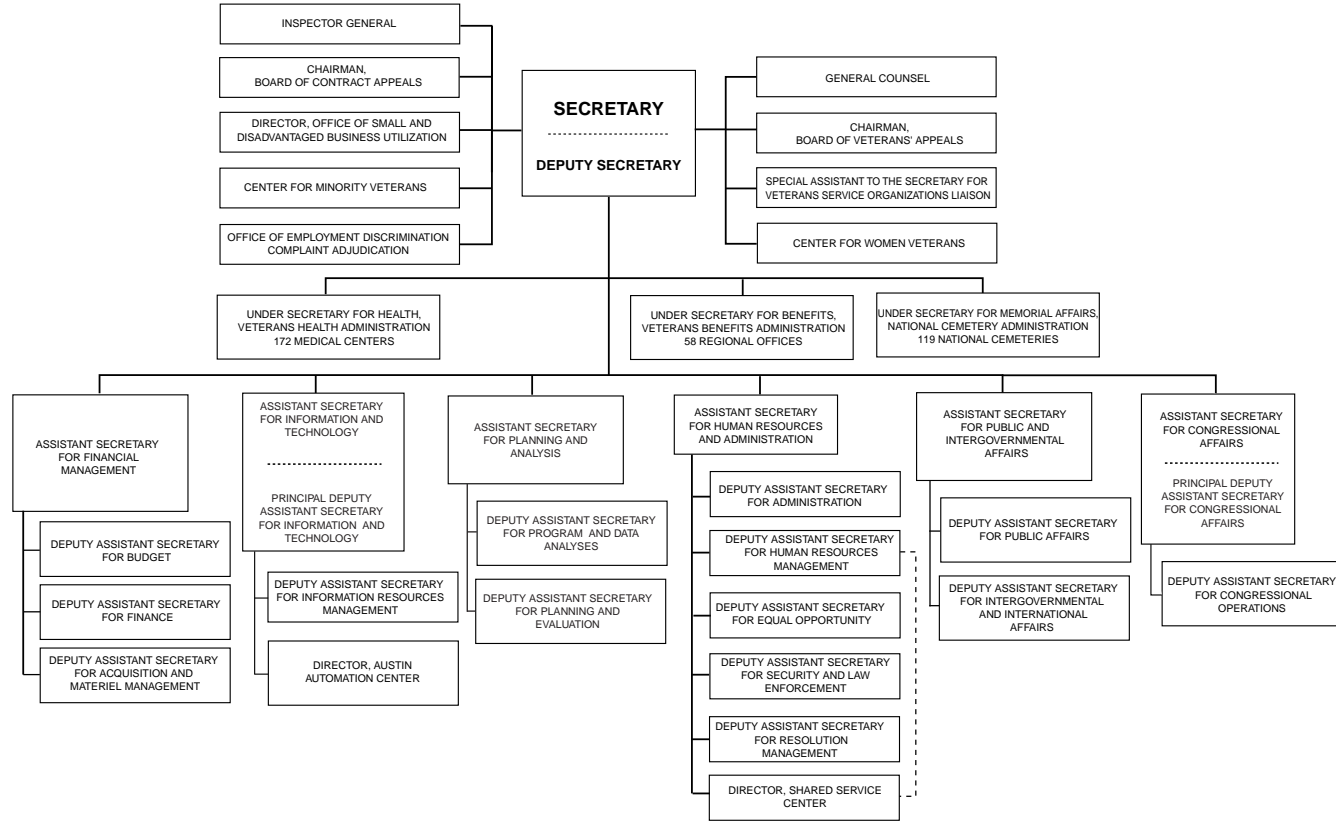 INSPECTOR GENERAL
CHAIRMAN,
BOARD OF CONTRACT APPEALS
DIRECTOR, OFFICE OF SMALL AND
DISADVANTAGED BUSINESS UTILIZATION
CENTER FOR MINORITY VETERANS
OFFICE OF EMPLOYMENT DISCRIMINATION
COMPLAINT ADJUDICATION
SECRETARY
DEPUTY SECRETARY
GENERAL COUNSEL
CHAIRMAN,
BOARD OF VETERANS' APPEALS
SPECIAL ASSISTANT TO THE SECRETARY FOR
VETERANS SERVICE ORGANIZATIONS LIAISON
CENTER FOR WOMEN VETERANS
UNDER SECRETARY FOR HEALTH,
VETERANS HEALTH ADMINISTRATION
172 MEDICAL CENTERS
UNDER SECRETARY FOR BENEFITS,
VETERANS BENEFITS ADMINISTRATION
58 REGIONAL OFFICES
UNDER SECRETARY FOR MEMORIAL AFFAIRS,
NATIONAL CEMETERY ADMINISTRATION
119 NATIONAL CEMETERIES
ASSISTANT SECRETARY
FOR FINANCIAL
MANAGEMENT
DEPUTY ASSISTANT SECRETARY
FOR BUDGET
DEPUTY ASSISTANT SECRETARY
FOR FINANCE
DEPUTY ASSISTANT SECRETARY
FOR ACQUISITION AND
MATERIEL MANAGEMENT
ASSISTANT SECRETARY
FOR INFORMATION AND
TECHNOLOGY
PRINCIPAL DEPUTY
ASSISTANT SECRETARY
FOR INFORMATION AND
TECHNOLOGY
DEPUTY ASSISTANT SECRETARY
FOR INFORMATION RESOURCES
MANAGEMENT
DIRECTOR, AUSTIN
AUTOMATION CENTER
ASSISTANT SECRETARY
FOR PLANNING AND
ANALYSIS
DEPUTY ASSISTANT SECRETARY
FOR PROGRAM AND DATA
ANALYSES
DEPUTY ASSISTANT SECRETARY
FOR PLANNING AND
EVALUATION
ASSISTANT SECRETARY
FOR HUMAN RESOURCES
AND ADMINISTRATION
DEPUTY ASSISTANT SECRETARY
FOR ADMINISTRATION
DEPUTY ASSISTANT SECRETARY
FOR HUMAN RESOURCES
MANAGEMENT
DEPUTY ASSISTANT SECRETARY
FOR EQUAL OPPORTUNITY
DEPUTY ASSISTANT SECRETARY
FOR SECURITY AND LAW
ENFORCEMENT
DEPUTY ASSISTANT SECRETARY
FOR RESOLUTION
MANAGEMENT
DIRECTOR, SHARED SERVICE
CENTER
ASSISTANT SECRETARY
FOR PUBLIC AND
INTERGOVERNMENTAL
AFFAIRS
DEPUTY ASSISTANT SECRETARY
FOR PUBLIC AFFAIRS
DEPUTY ASSISTANT SECRETARY
FOR INTERGOVERNMENTAL
AND INTERNATIONAL
AFFAIRS
ASSISTANT SECRETARY
FOR CONGRESSIONAL
AFFAIRS
PRINCIPAL DEPUTY
ASSISTANT SECRETARY
FOR CONGRESSIONAL
AFFAIRS
DEPUTY ASSISTANT SECRETARY
FOR CONGRESSIONAL
OPERATIONS